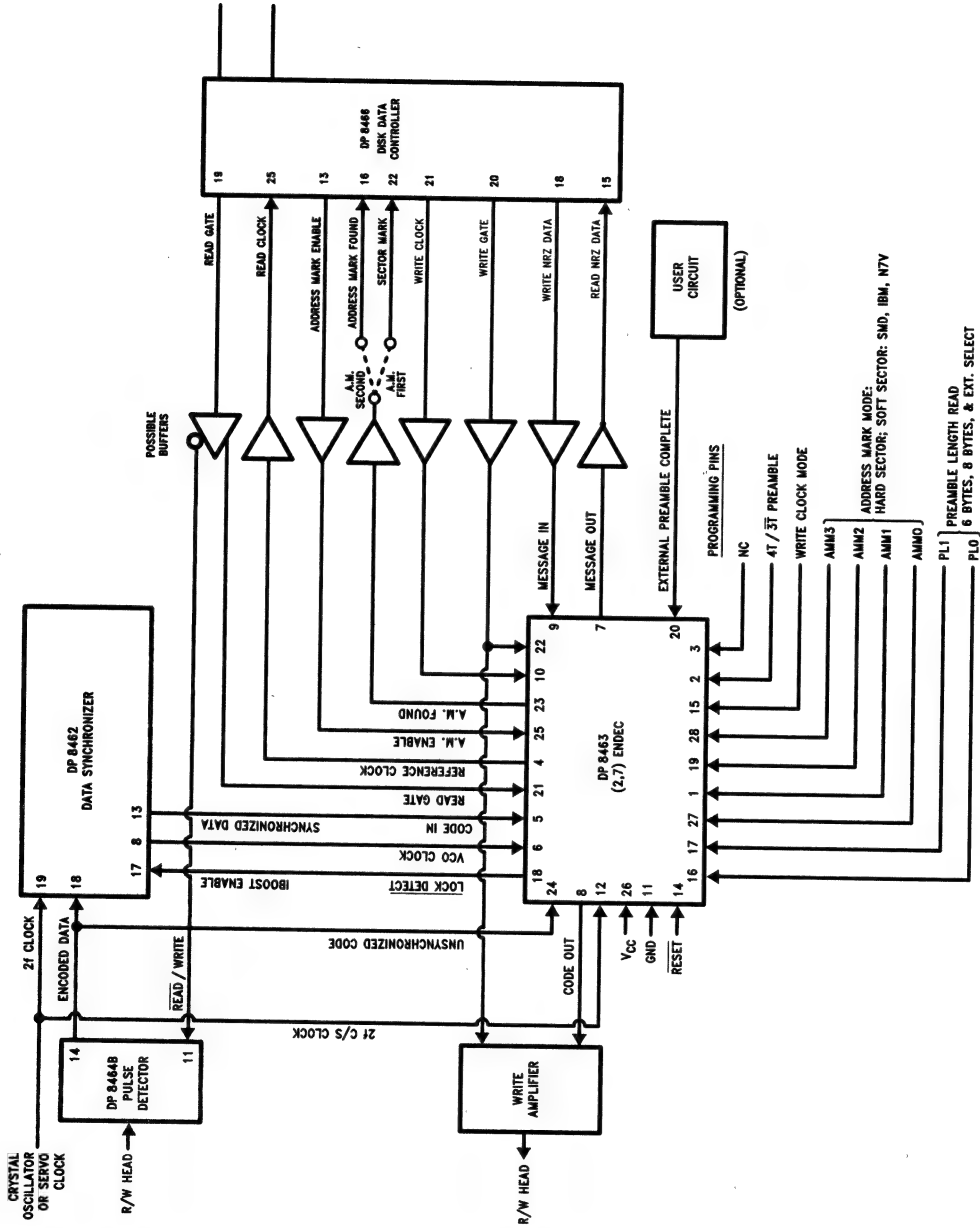 CRYSTAL
OSCILLATOR
OR SERVO
CLOCK
R/W HEAD
14
DP 8464B
PULSE
DETECTOR
11
2f CLOCK
ENCODED DATA
READ / WRITE
2f C/S CLOCK
19
18
DP 8462
DATA SYNCHRONIZER
17
8
13
IBOOST ENABLE
LOCK DETECT
VCO CLOCK
SYNCHRONIZED DATA
CODE IN
READ GATE
REFERENCE CLOCK
A.M. ENABLE
A.M. FOUND
UNSYNCHRONIZED CODE
POSSIBLE
BUFFERS
READ GATE
READ CLOCK
ADDRESS MARK ENABLE
A.M.
SECOND
A.M.
FIRST
ADDRESS MARK FOUND
SECTOR MARK
WRITE CLOCK
WRITE GATE
WRITE NRZ DATA
READ NRZ DATA
19
25
13
16
22
21
20
18
15
DP 8466
DISK DATA
CONTROLLER
WRITE
AMPLIFIER
R/W HEAD
CODE OUT
VCC
GND
RESET
24
8
12
26
11
14
18
6
5
21
4
25
23
10
22
DP 8463
(2,7) ENDEC
9
7
20
16
17
27
1
19
28
15
2
3
MESSAGE IN
MESSAGE OUT
EXTERNAL PREAMBLE COMPLETE
USER
CIRCUIT
(OPTIONAL)
PROGRAMMING PINS
NC
4T / 3T PREAMBLE
WRITE CLOCK MODE
AMM3
AMM2
AMM1
AMM0
ADDRESS MARK MODE:
HARD SECTOR; SOFT SECTOR: SMD, IBM, N7V
PL1
PL0
PREAMBLE LENGTH READ
6 BYTES, 8 BYTES, & EXT. SELECT